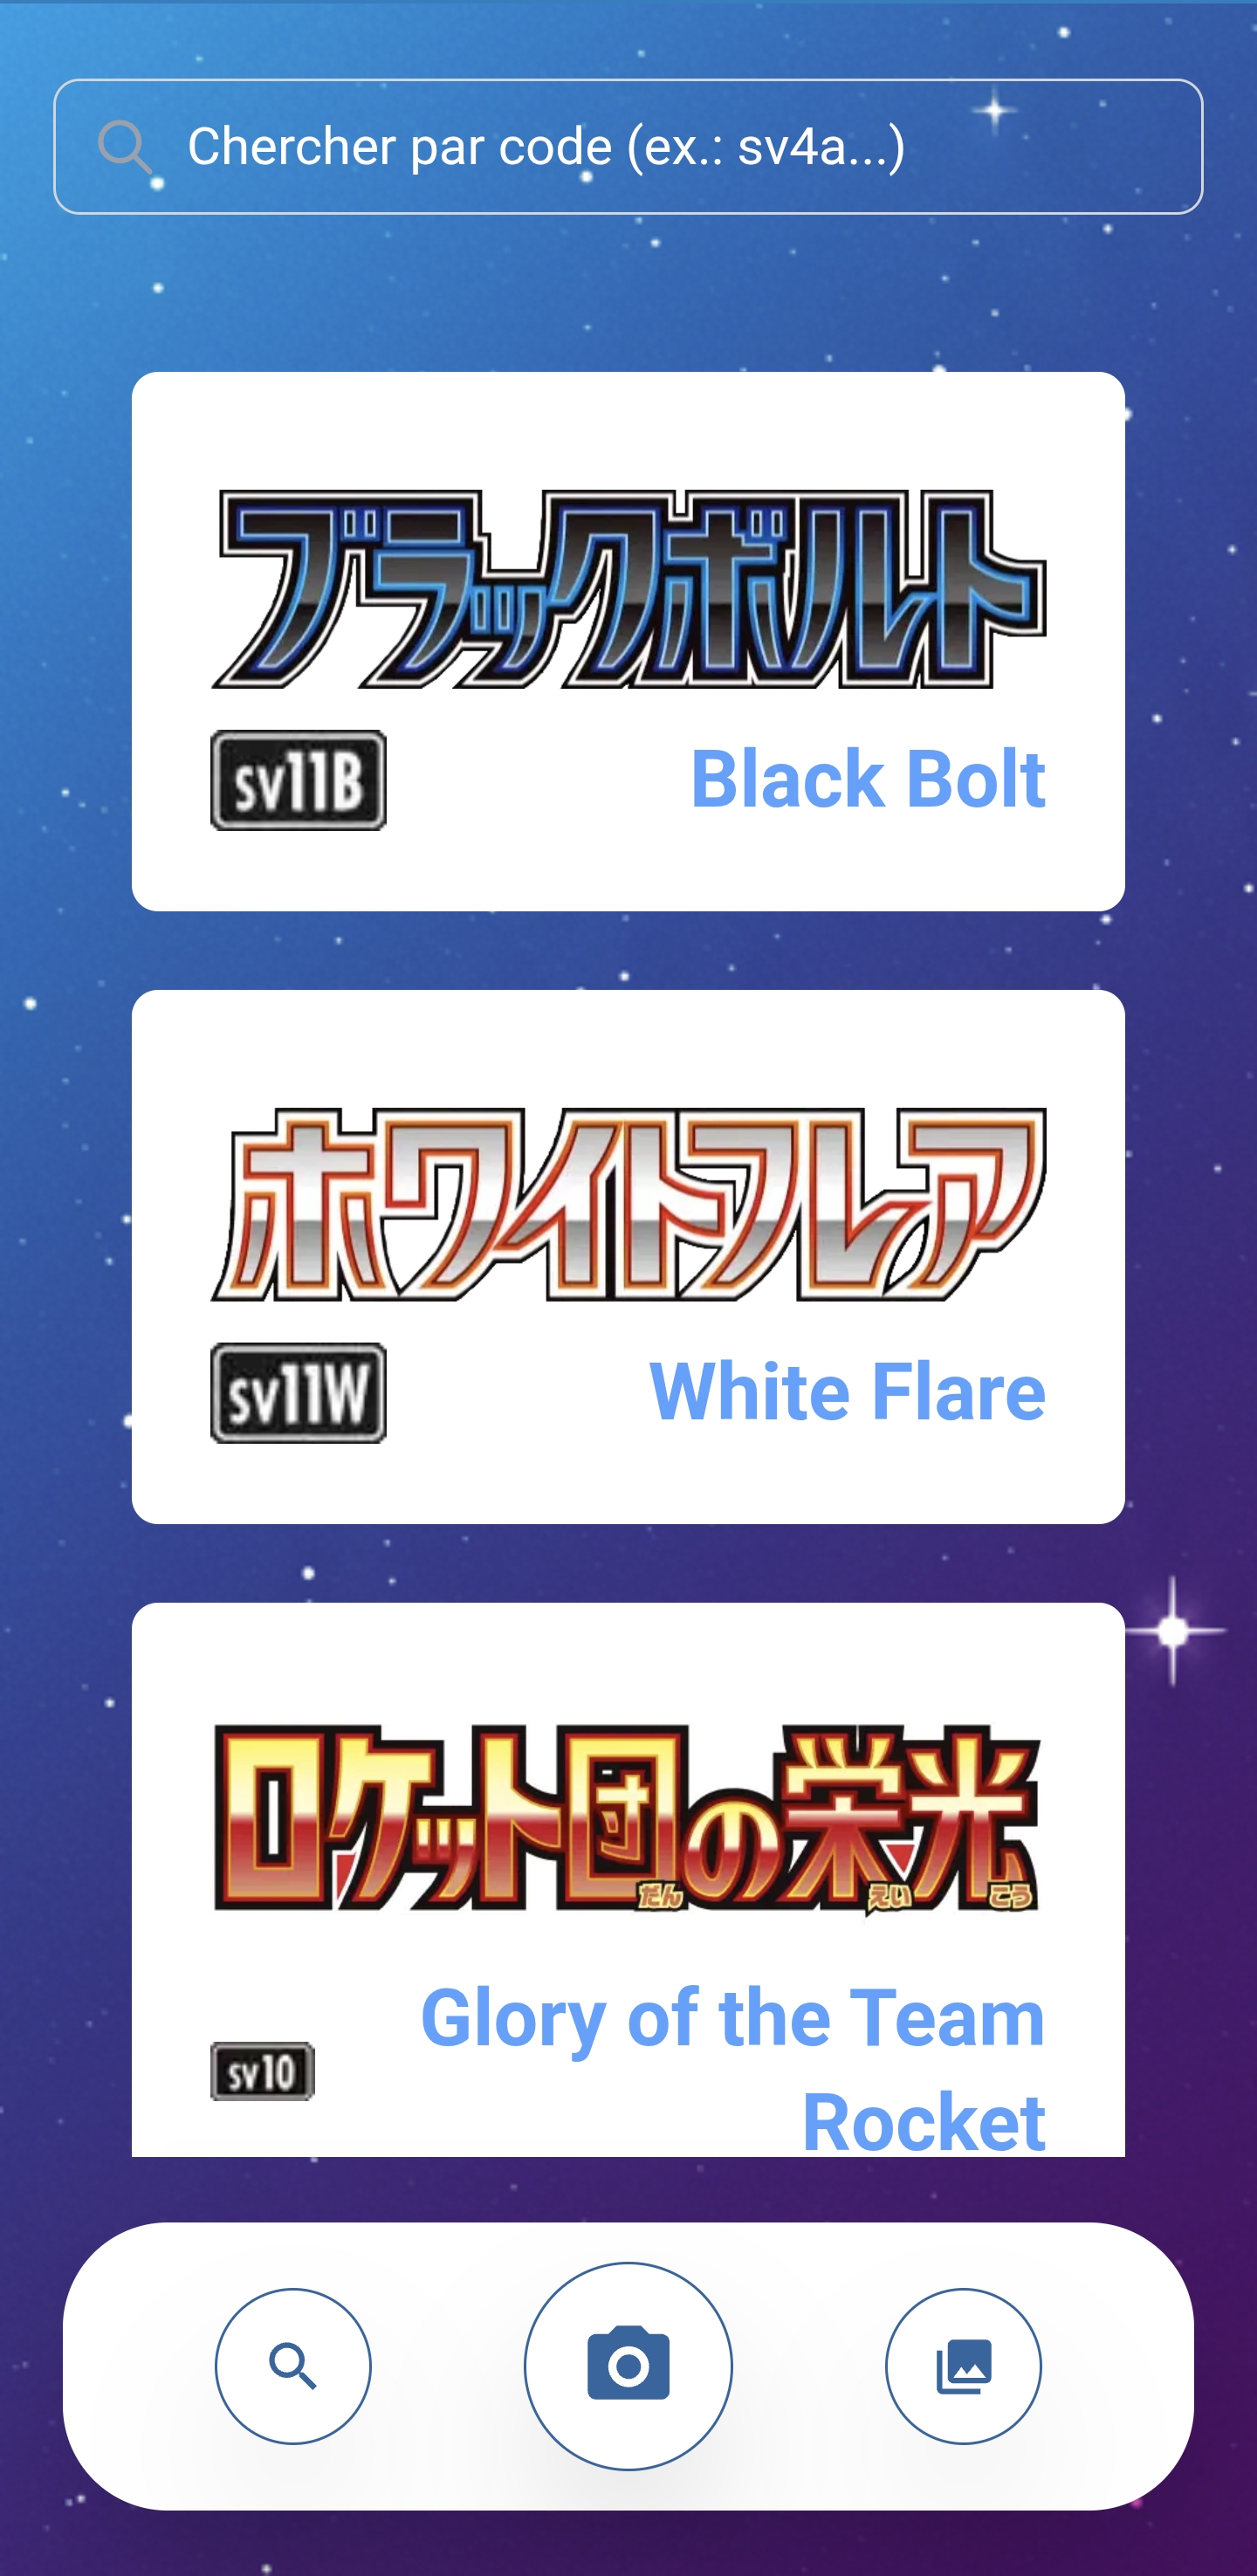 Chercher par code (ex.: sv4a...)
ブラックボルト
sv11B
Black Bolt
ホワイトフレア
sv11W
White Flare
ロケット団の栄光
だん えい こう
sv10
Glory of the Team
Rocket